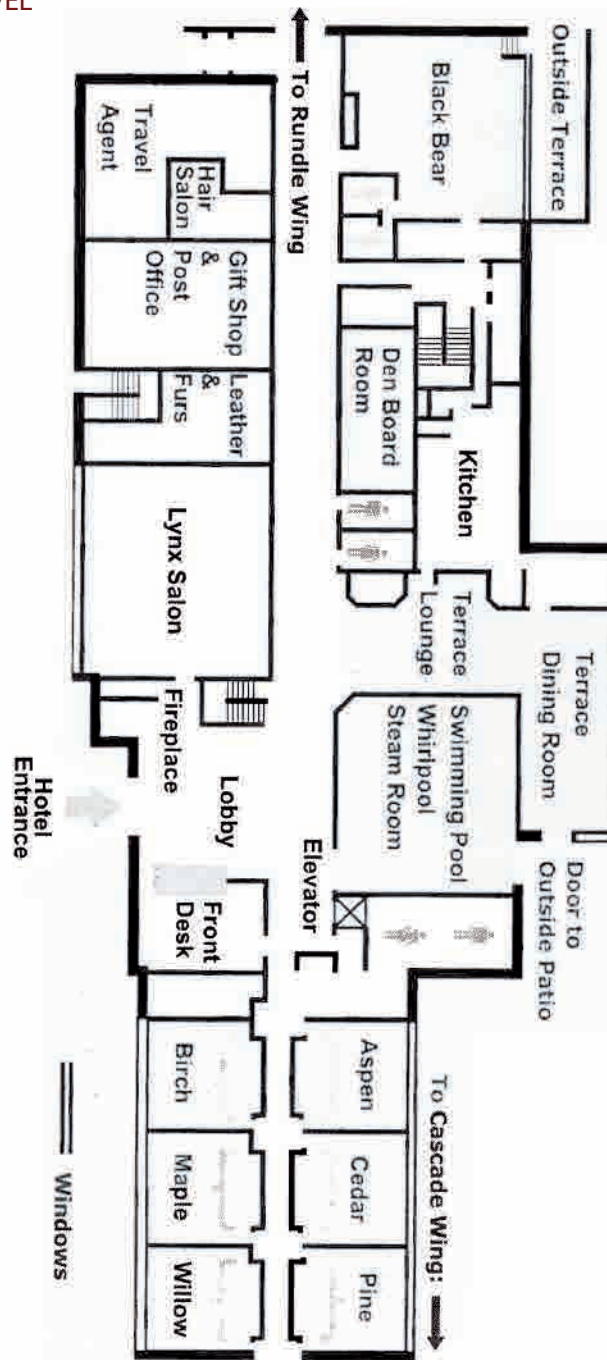 VEL
Outside Terrace
Black Bear
To Rundle Wing
Travel
Agent
Hair
Salon
Gift Shop
&
Post
Office
Leather
&
Furs
Den Board
Room
Kitchen
Lynx Salon
Terrace
Lounge
Terrace
Dining Room
Fireplace
Lobby
Swimming Pool
Whirlpool
Steam Room
Hotel
Entrance
Elevator
Front
Desk
Door to
Outside Patio
To Cascade Wing:
Birch
Aspen
Maple
Cedar
Willow
Pine
Windows